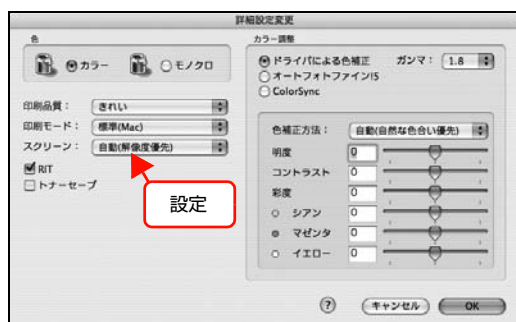 詳細設定変更
色
カラー
モノクロ
印刷品質： きれい
印刷モード： 標準(Mac)
スクリーン： 自動(解像度優先)
RIT
トナーセーブ
設定
カラー調整
ドライバによる色補正 ガンマ： 1.8
オートフォトファイン!5
ColorSync
色補正方法： 自動(自然な色合い優先)
明度 0
コントラスト 0
彩度 0
シアン 0
マゼンタ 0
イエロー 0
? キャンセル OK